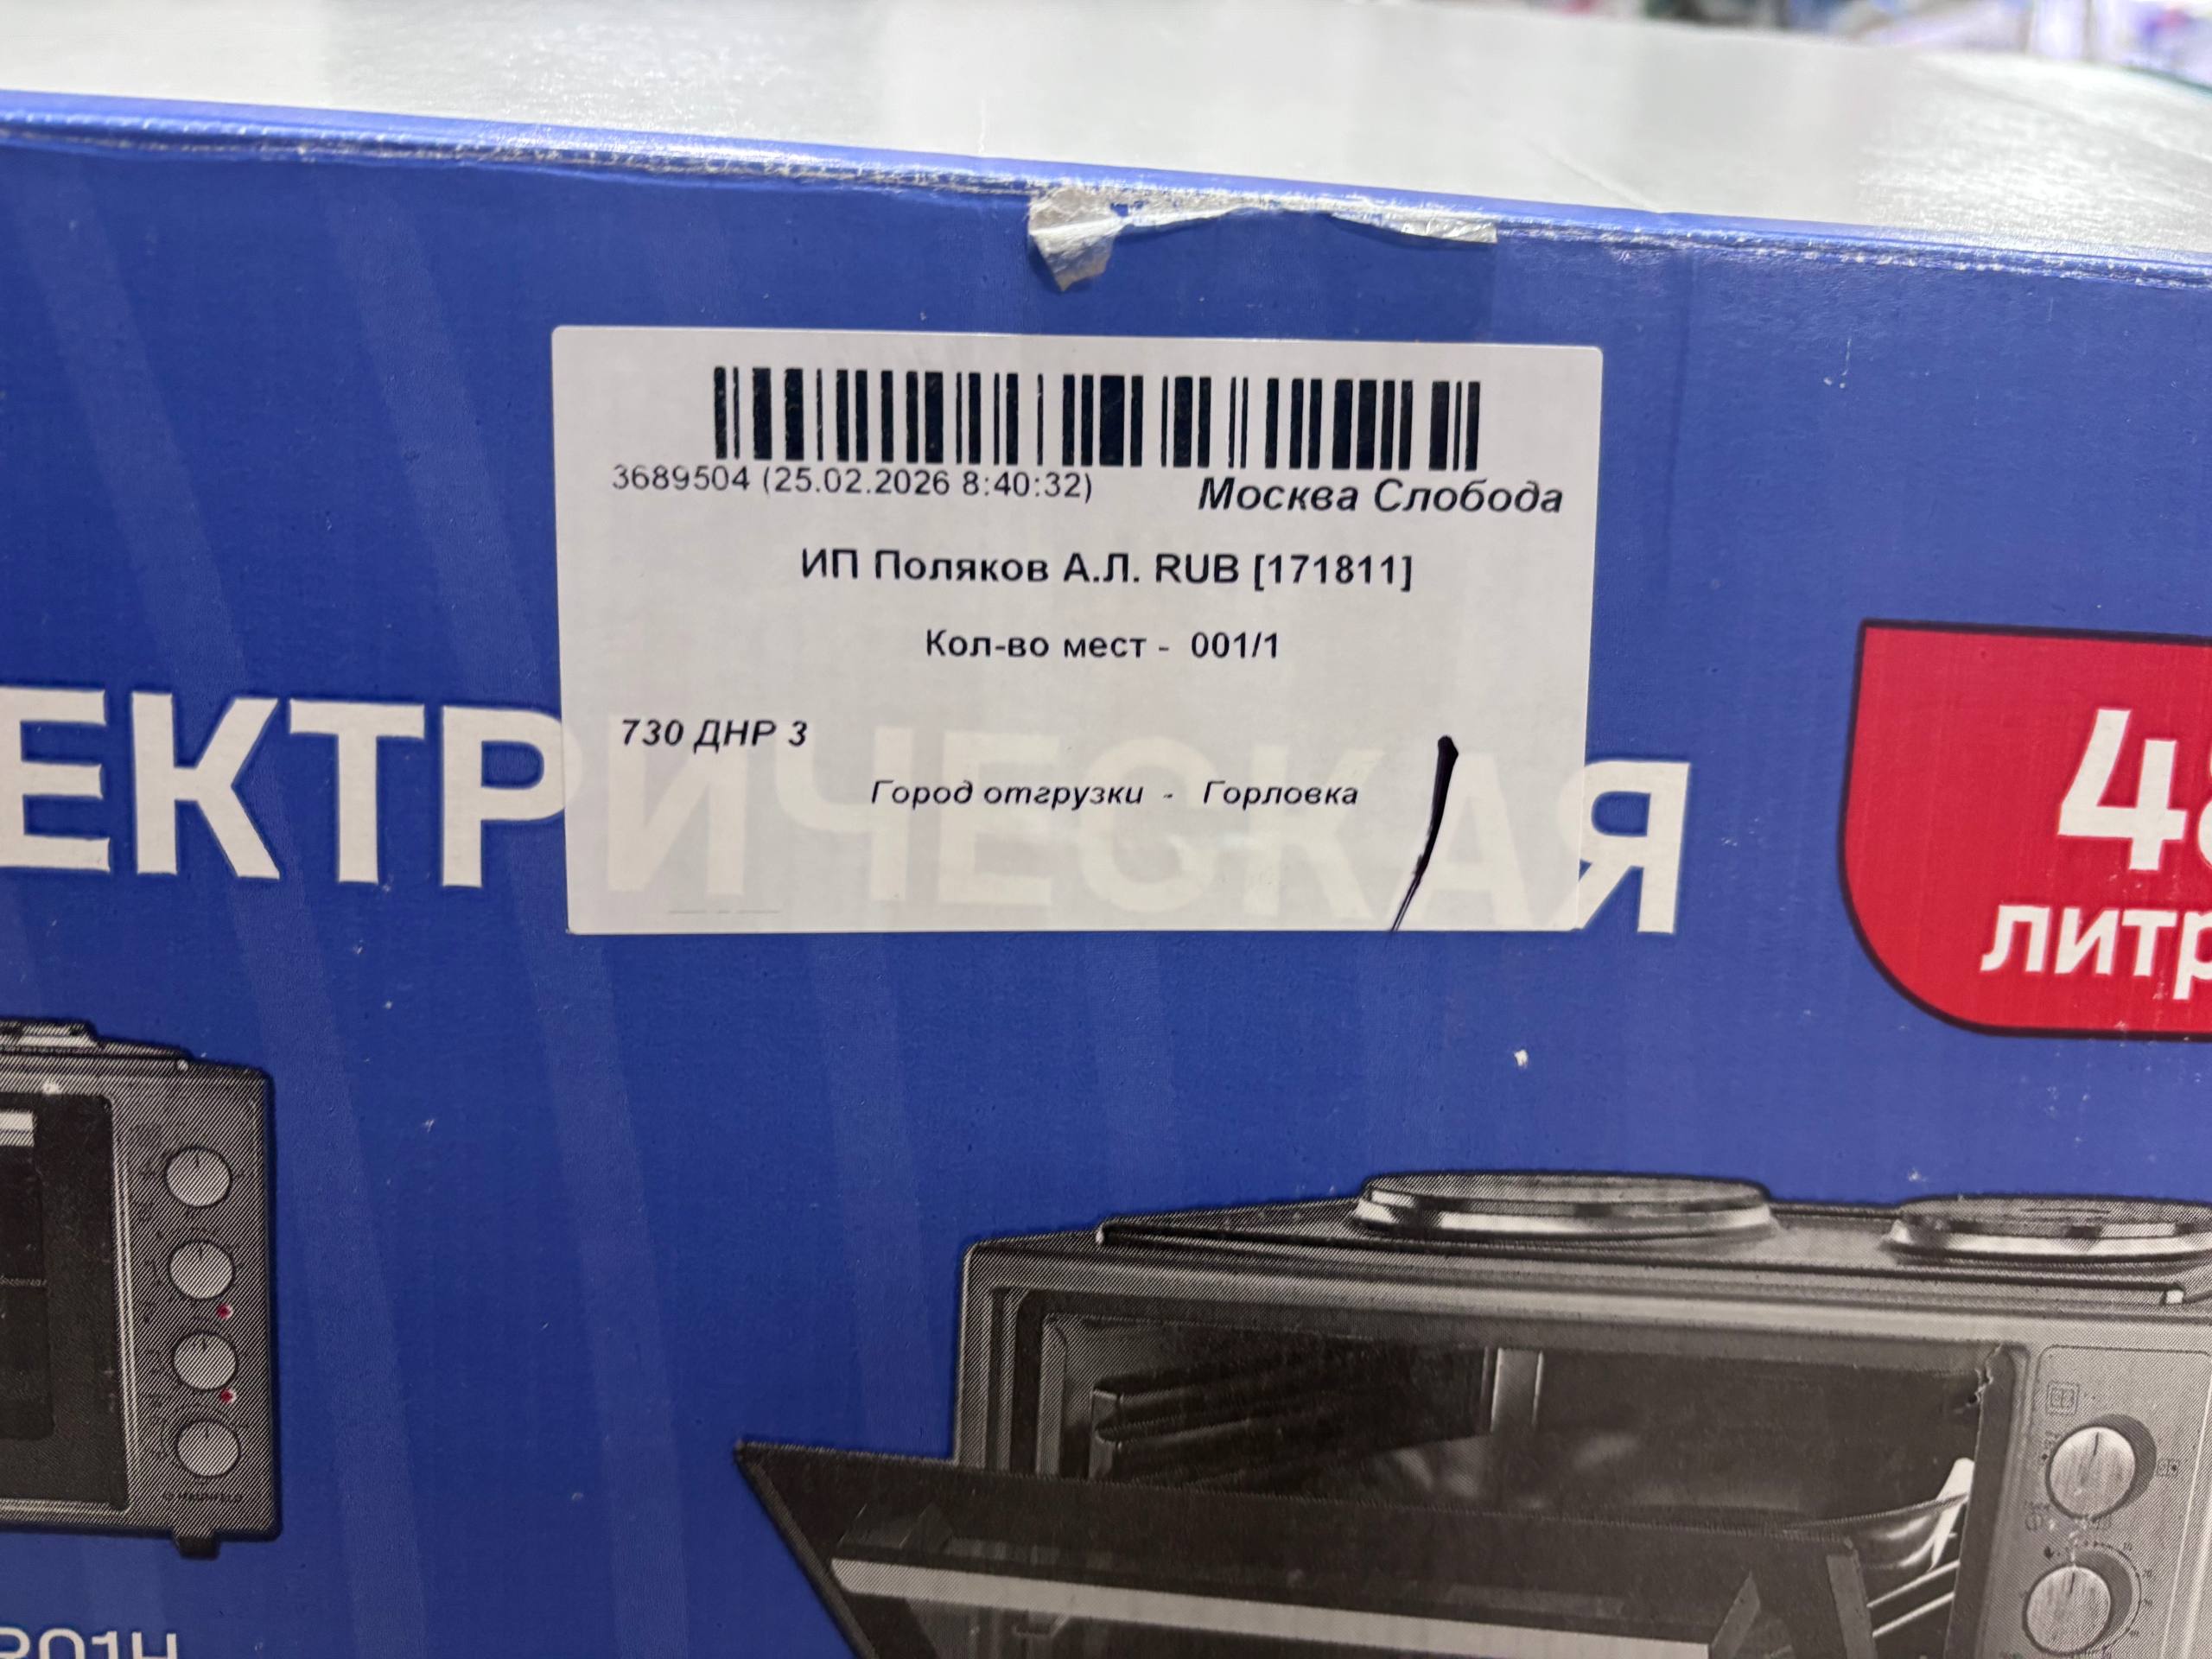 3689504 (25.02.2026 8:40:32)
Москва Слобода
ИП Поляков А.Л. RUB [171811]
Кол-во мест - 001/1
730 ДНР 3
Город отгрузки - Горловка
ЕКТРИЧЕСКАЯ
ЛИТР